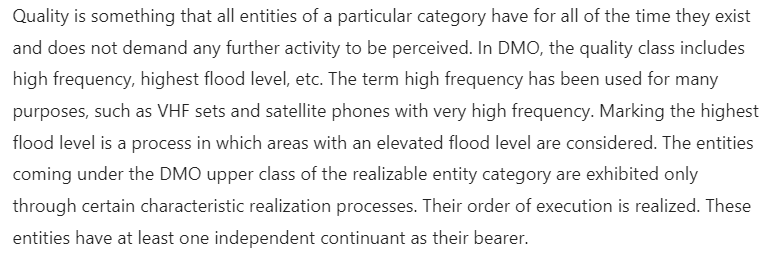 Quality is something that all entities of a particular category have for all of the time they exist
and does not demand any further activity to be perceived. In DMO, the quality class includes
high frequency, highest flood level, etc. The term high frequency has been used for many
purposes, such as VHF sets and satellite phones with very high frequency. Marking the highest
flood level is a process in which areas with an elevated flood level are considered. The entities
coming under the DMO upper class of the realizable entity category are exhibited only
through certain characteristic realization processes. Their order of execution is realized. These
entities have at least one independent continuant as their bearer.